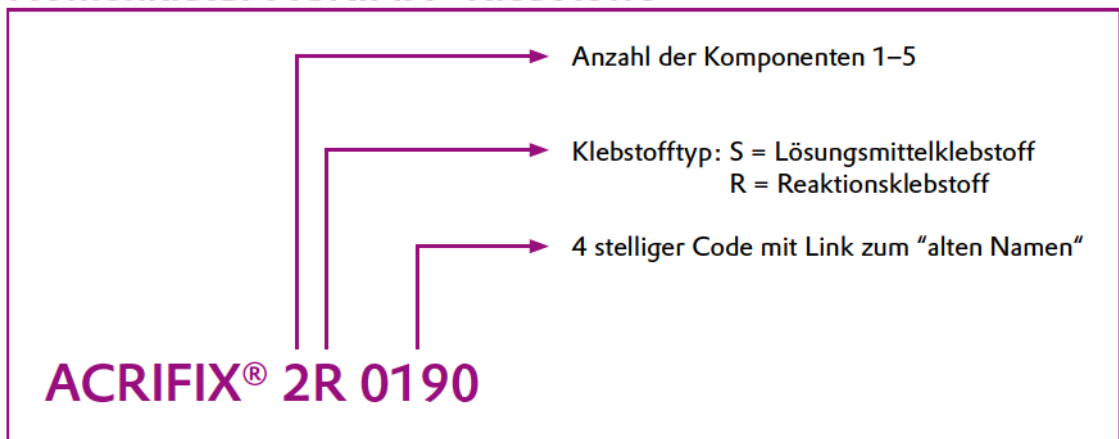 Anzahl der Komponenten 1–5
Klebstofftyp: S = Lösungsmittelklebstoff
R = Reaktionsklebstoff
4 stelliger Code mit Link zum “alten Namen“
ACRIFIX® 2R 0190